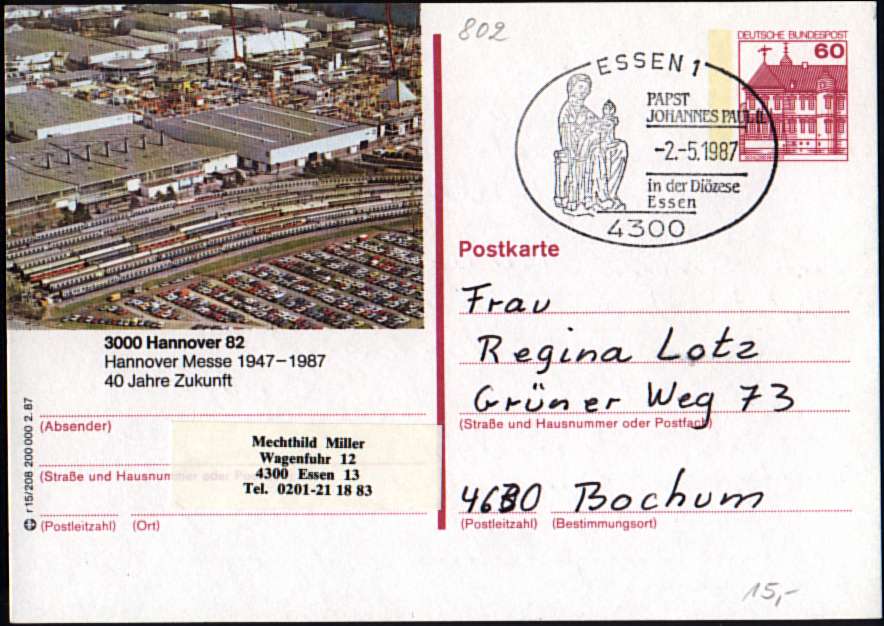 802
DEUTSCHE BUNDESPOST
60
ESSEN 1
PAPST
JOHANNES PAUL II.
-2.-5.1987
in der Diözese
Essen
4300
Postkarte
Frau
Regina Lotz
Grüner Weg 73
(Straße und Hausnummer oder Postfach)
4630 Bochum
(Postleitzahl) (Bestimmungsort)
15,-
3000 Hannover 82
Hannover Messe 1947–1987
40 Jahre Zukunft
(Absender)
Mechthild Miller
Wagenfuhr 12
4300 Essen 13
Tel. 0201-21 18 83
(Straße und Hausnummer oder
(Postleitzahl) (Ort)
r15/208 200 000 2.87